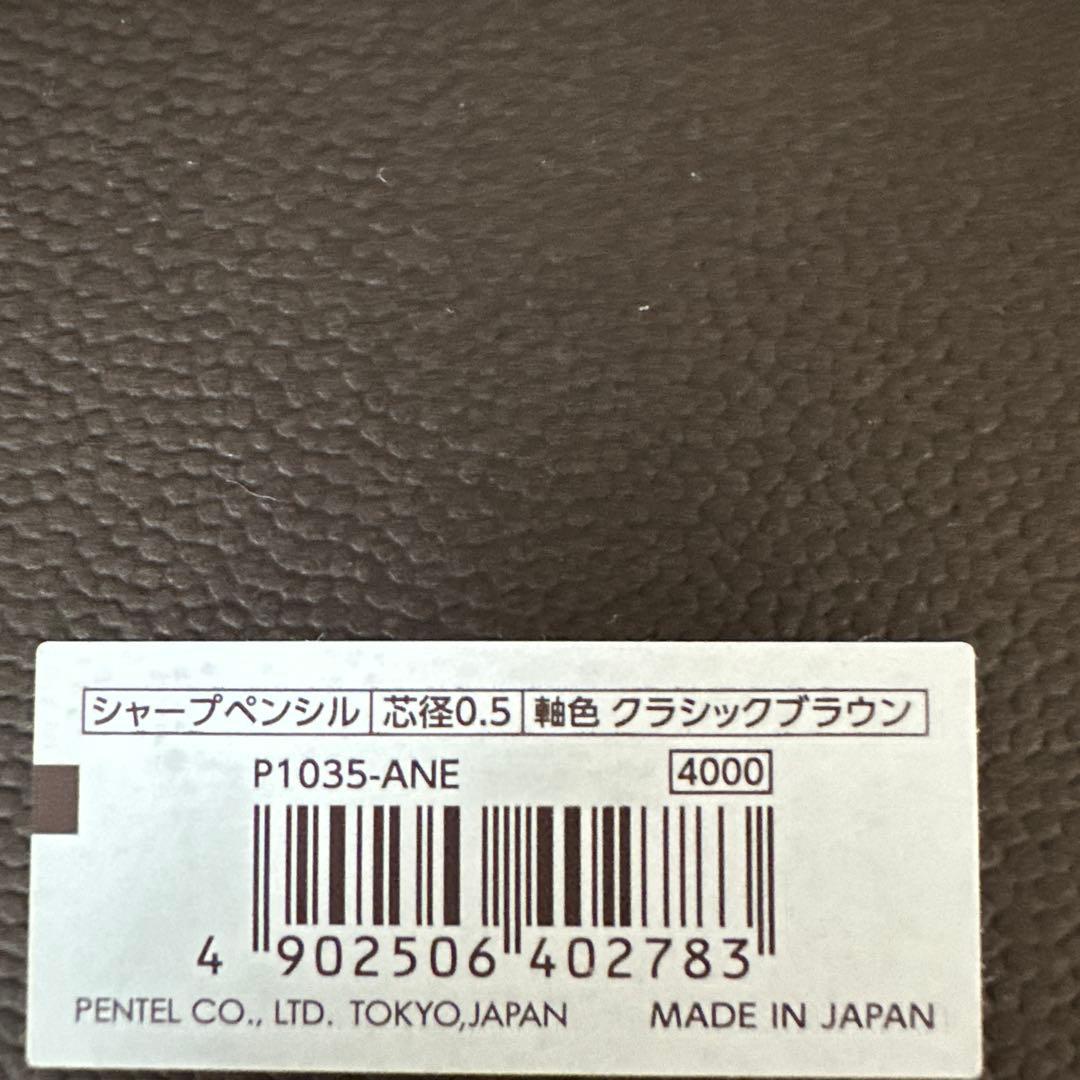 シャープペンシル 芯径0.5 軸色 クラシックブラウン
P1035-ANE 4000
4 902506 402783
PENTEL CO., LTD. TOKYO,JAPAN MADE IN JAPAN